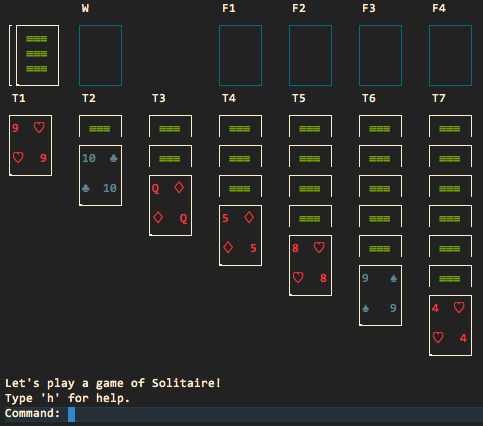 W F1 F2 F3 F4
T1 T2 T3 T4 T5 T6 T7
9 ♡
♡ 9
10 ♣
♣ 10
Q ♢
♢ Q
5 ♢
♢ 5
8 ♡
♡ 8
9 ♠
♠ 9
4 ♡
♡ 4
Let's play a game of Solitaire!
Type 'h' for help.
Command: